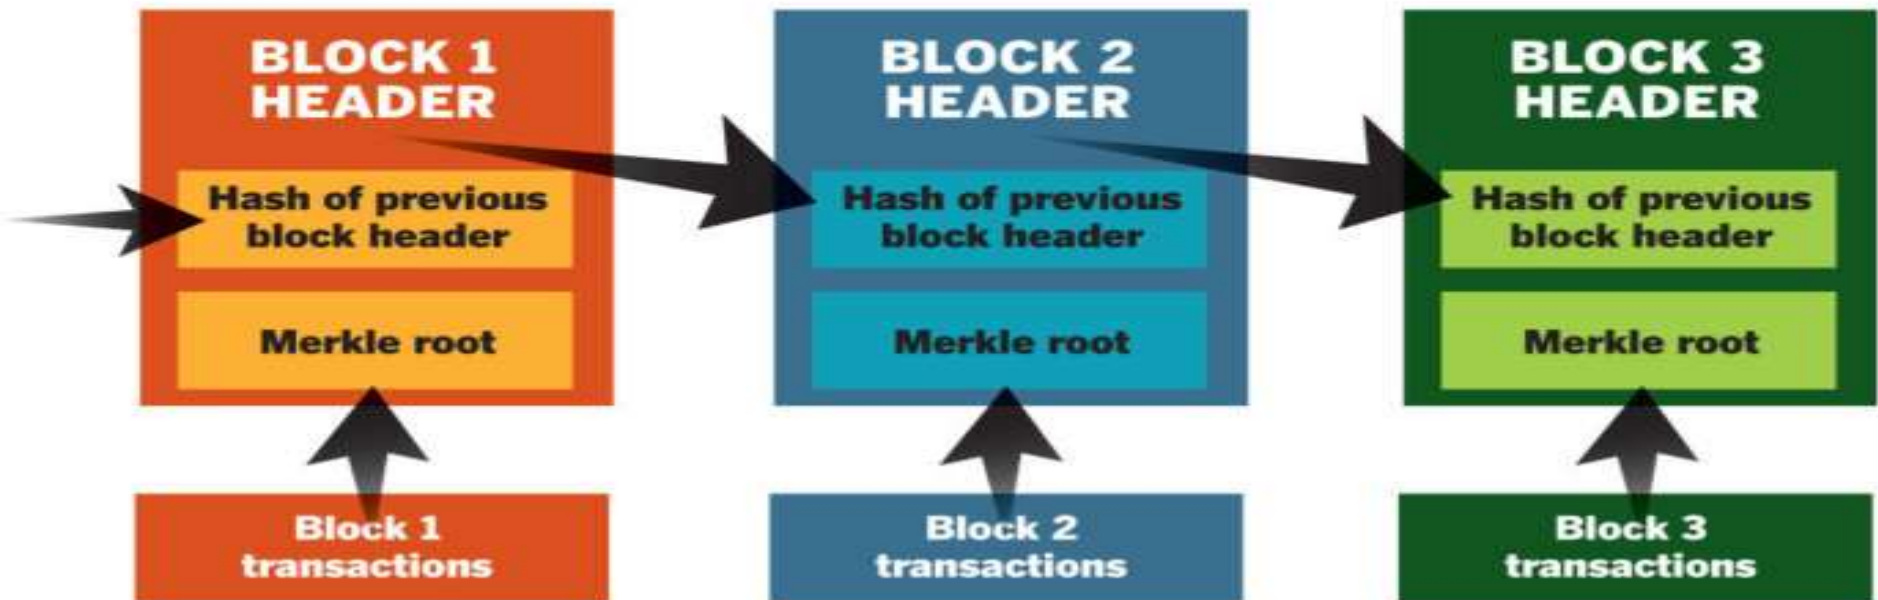 BLOCK 1
HEADER
Hash of previous
block header
Merkle root
Block 1
transactions
BLOCK 2
HEADER
Hash of previous
block header
Merkle root
Block 2
transactions
BLOCK 3
HEADER
Hash of previous
block header
Merkle root
Block 3
transactions